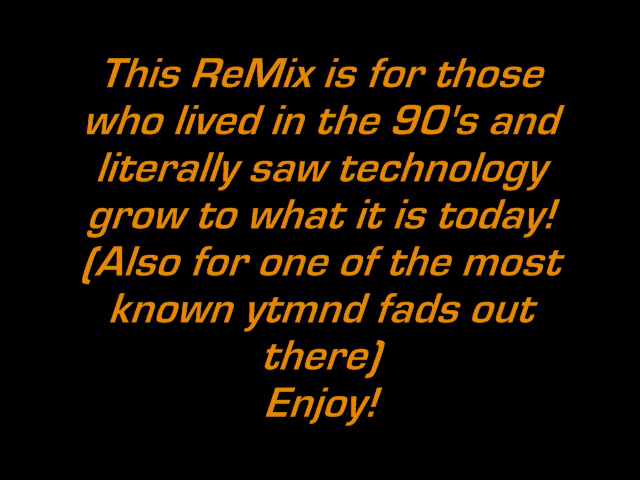 This ReMix is for those
who lived in the 90's and
literally saw technology
grow to what it is today!
(Also for one of the most
known ytmnd fads out
there)
Enjoy!